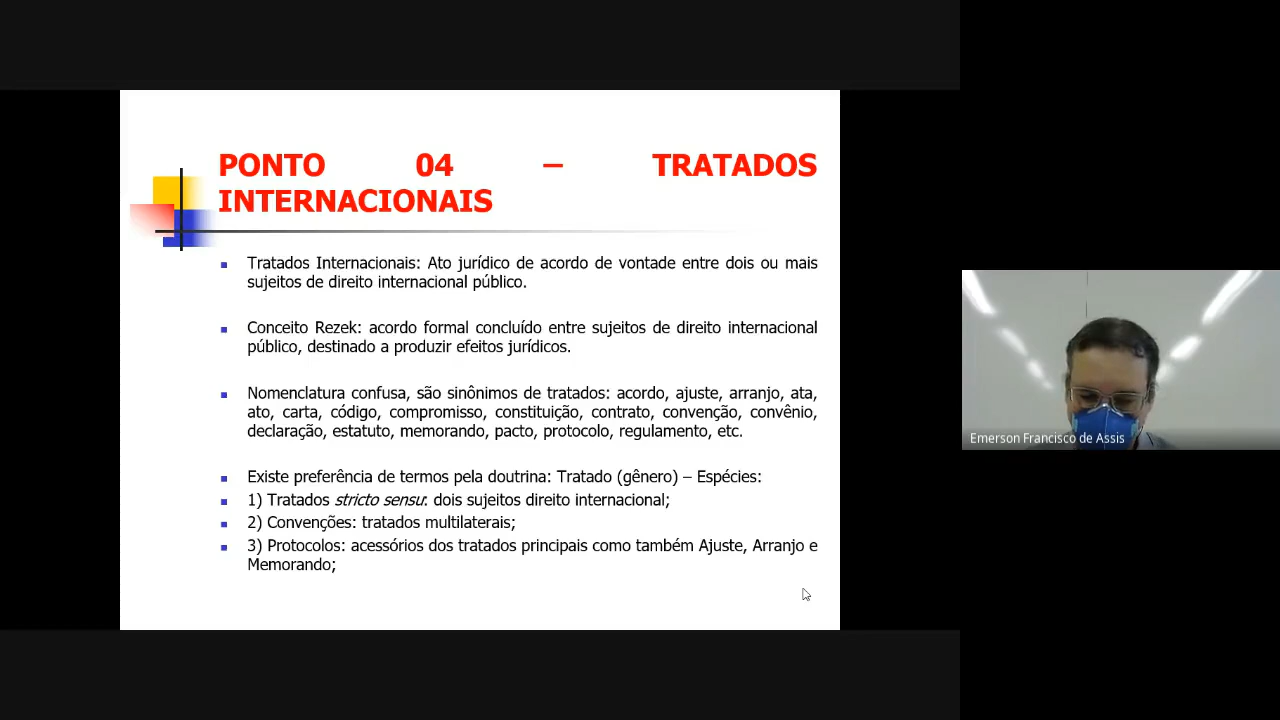 PONTO 04 – TRATADOS
INTERNACIONAIS
Tratados Internacionais: Ato jurídico de acordo de vontade entre dois ou mais
sujeitos de direito internacional público.
Conceito Rezek: acordo formal concluído entre sujeitos de direito internacional
público, destinado a produzir efeitos jurídicos.
Nomenclatura confusa, são sinônimos de tratados: acordo, ajuste, arranjo, ata,
ato, carta, código, compromisso, constituição, contrato, convenção, convênio,
declaração, estatuto, memorando, pacto, protocolo, regulamento, etc.
Existe preferência de termos pela doutrina: Tratado (gênero) – Espécies:
1) Tratados stricto sensu: dois sujeitos direito internacional;
2) Convenções: tratados multilaterais;
3) Protocolos: acessórios dos tratados principais como também Ajuste, Arranjo e
Memorando;
Emerson Francisco de Assis